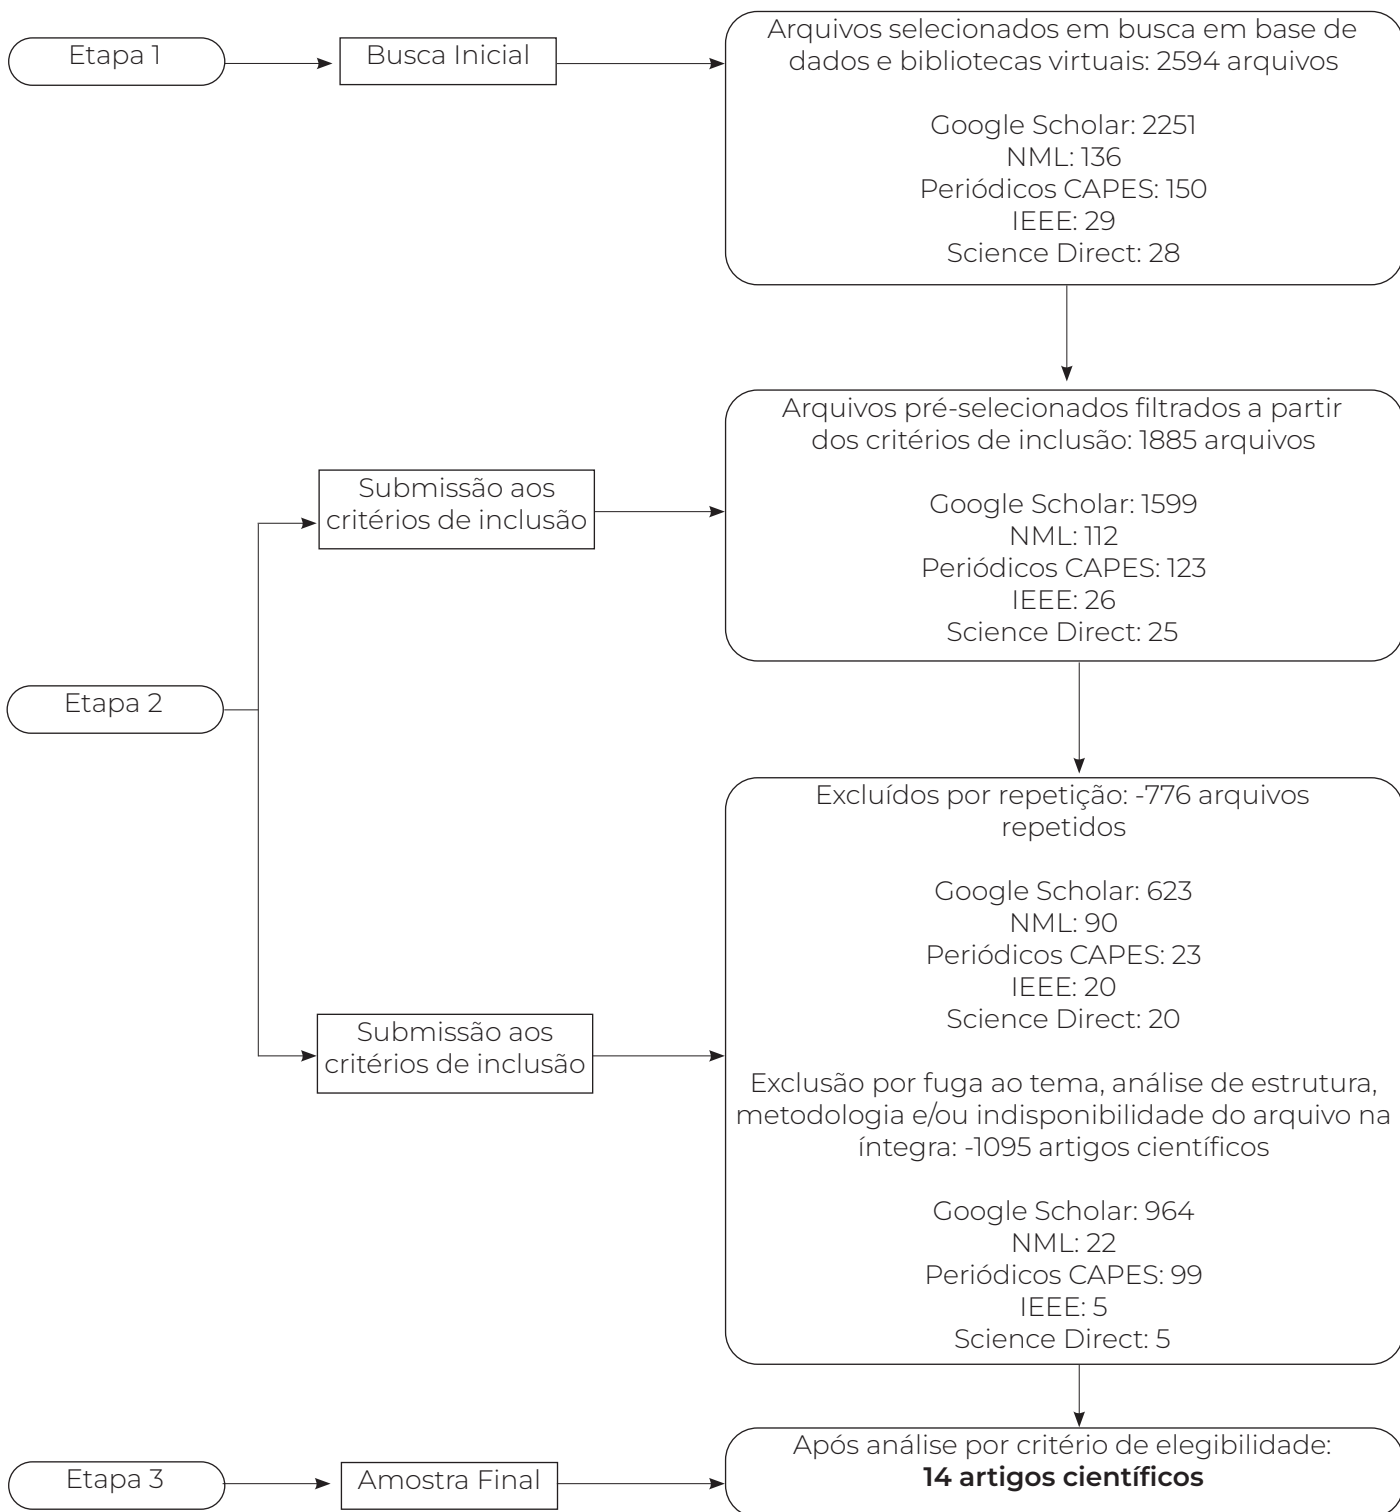 Etapa 1
Busca Inicial
Arquivos selecionados em busca em base de
dados e bibliotecas virtuais: 2594 arquivos
Google Scholar: 2251
NML: 136
Periódicos CAPES: 150
IEEE: 29
Science Direct: 28
Etapa 2
Submissão aos
critérios de inclusão
Arquivos pré-selecionados filtrados a partir
dos critérios de inclusão: 1885 arquivos
Google Scholar: 1599
NML: 112
Periódicos CAPES: 123
IEEE: 26
Science Direct: 25
Submissão aos
critérios de inclusão
Excluídos por repetição: -776 arquivos
repetidos
Google Scholar: 623
NML: 90
Periódicos CAPES: 23
IEEE: 20
Science Direct: 20
Exclusão por fuga ao tema, análise de estrutura,
metodologia e/ou indisponibilidade do arquivo na
íntegra: -1095 artigos científicos
Google Scholar: 964
NML: 22
Periódicos CAPES: 99
IEEE: 5
Science Direct: 5
Etapa 3
Amostra Final
Após análise por critério de elegibilidade:
14 artigos científicos